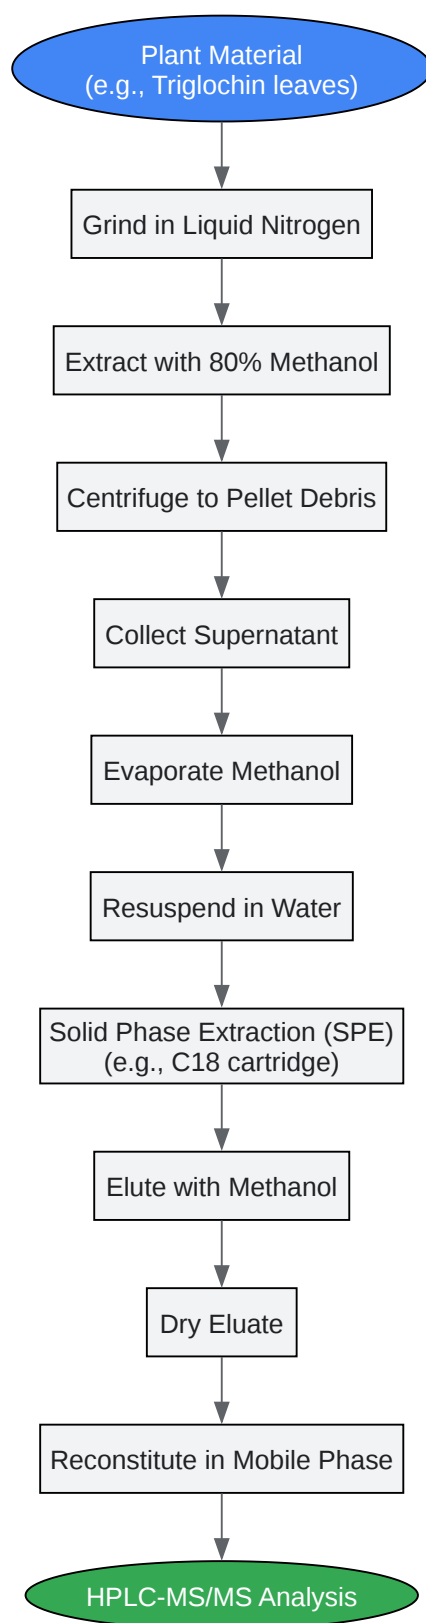 Plant Material
(e.g., Triglochin leaves)
Grind in Liquid Nitrogen
Extract with 80% Methanol
Centrifuge to Pellet Debris
Collect Supernatant
Evaporate Methanol
Resuspend in Water
Solid Phase Extraction (SPE)
(e.g., C18 cartridge)
Elute with Methanol
Dry Eluate
Reconstitute in Mobile Phase
HPLC-MS/MS Analysis